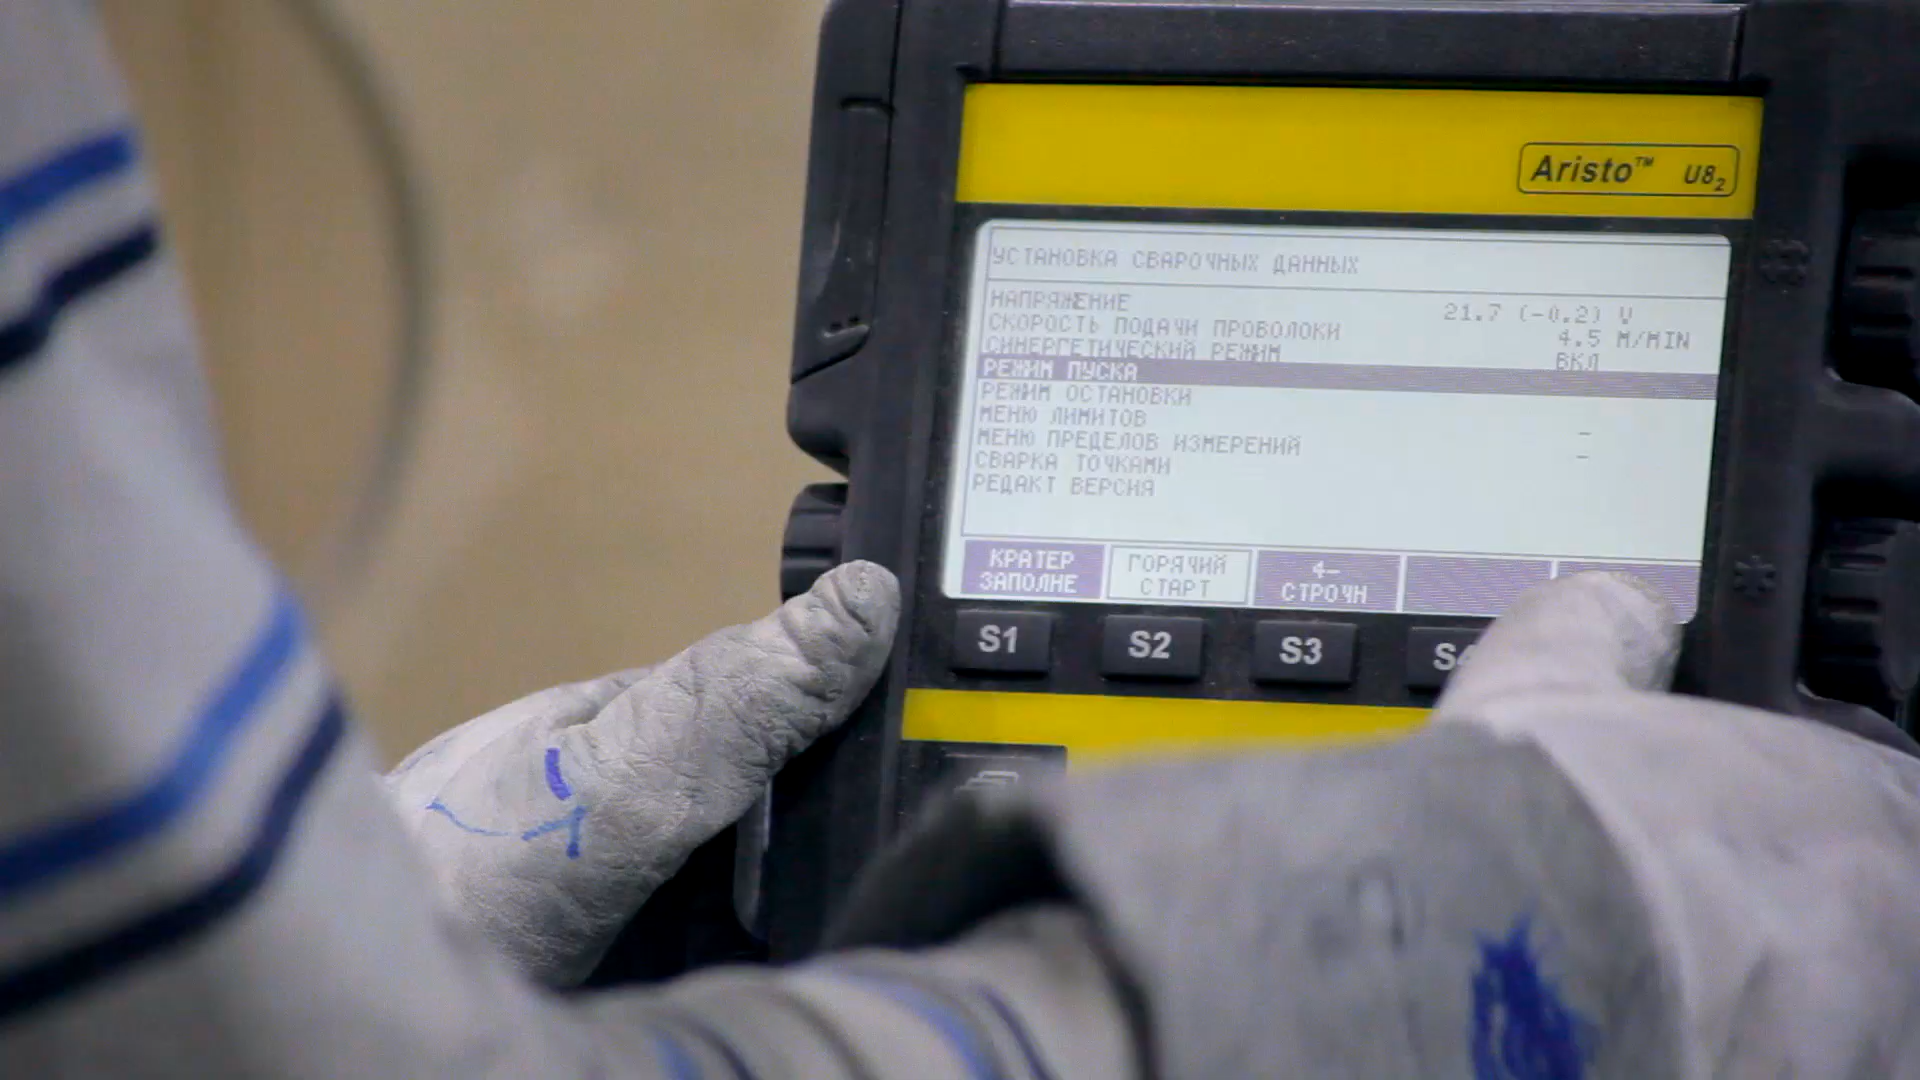 Aristo™ U8₂
УСТАНОВКА СВАРОЧНЫХ ДАННЫХ
НАПРЯЖЕНИЕ 21.7 (-0.2) V
СКОРОСТЬ ПОДАЧИ ПРОВОЛОКИ 4.5 M/MIN
СИНЕРГЕТИЧЕСКИЙ РЕЖИМ ВКЛ
РЕЖИМ ПУСКА
РЕЖИМ ОСТАНОВКИ
МЕНЮ ЛИМИТОВ -
МЕНЮ ПРЕДЕЛОВ ИЗМЕРЕНИЙ -
СВАРКА ТОЧКАМИ
РЕДАКТ ВЕРСИЯ
КРАТЕР
ЗАПОЛНЕ
ГОРЯЧИЙ
СТАРТ
4-
СТРОЧН
S1 S2 S3 S4